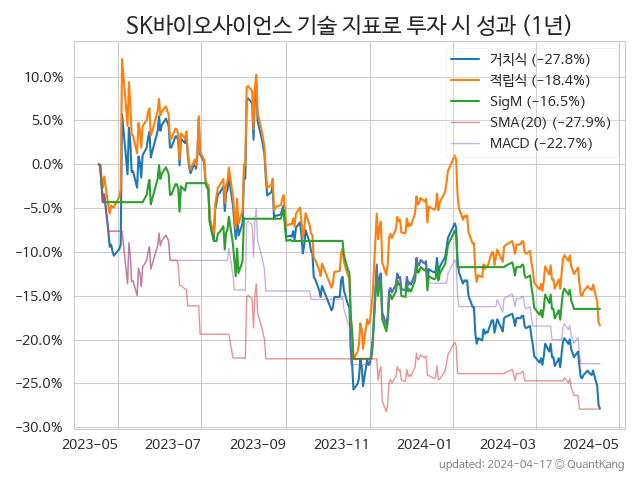 SK바이오사이언스 기술 지표로 투자 시 성과 (1년)
거치식 (−27.8%)
적립식 (−18.4%)
SigM (−16.5%)
SMA(20) (−27.9%)
MACD (−22.7%)
10.0%
5.0%
0.0%
−5.0%
−10.0%
−15.0%
−20.0%
−25.0%
−30.0%
2023-05 2023-07 2023-09 2023-11 2024-01 2024-03 2024-05
updated: 2024-04-17 © QuantKang